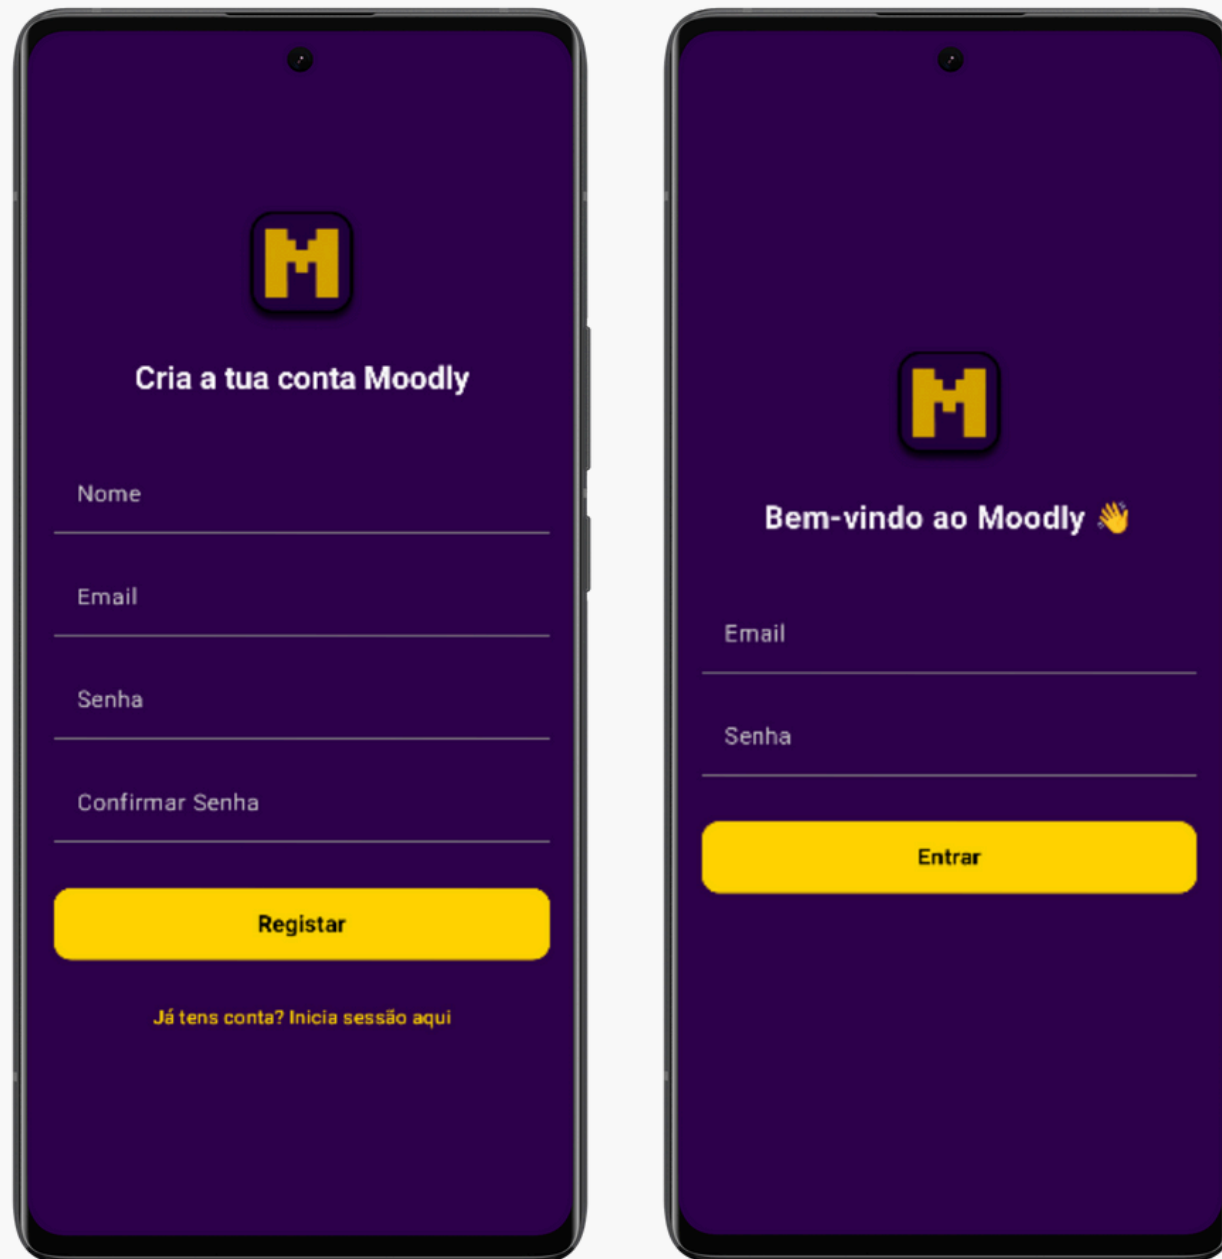 M
Cria a tua conta Moodly
Nome
Email
Senha
Confirmar Senha
Registar
Já tens conta? Inicia sessão aqui
M
Bem-vindo ao Moodly 👋
Email
Senha
Entrar